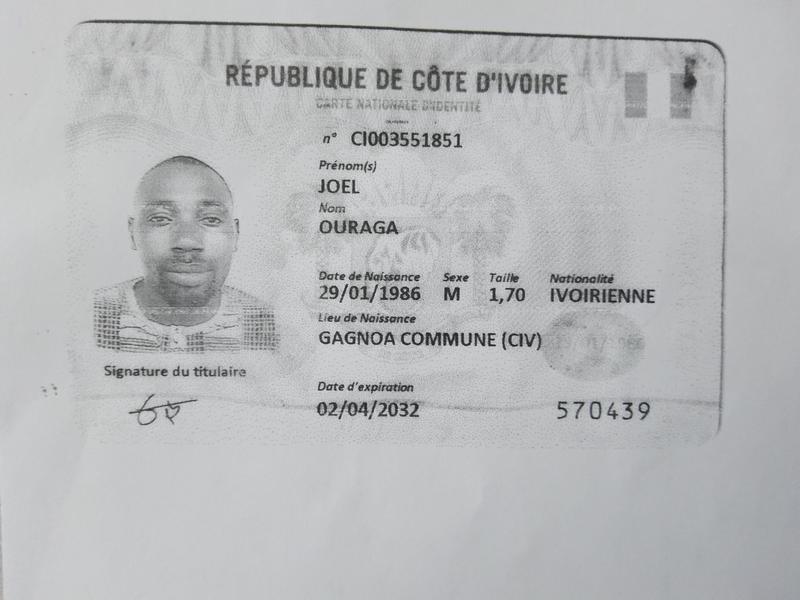 RÉPUBLIQUE DE CÔTE D'IVOIRE
CARTE NATIONALE D'IDENTITÉ
n° CI003551851
Prénom(s)
JOEL
Nom
OURAGA
Date de Naissance Sexe Taille Nationalité
29/01/1986 M 1,70 IVOIRIENNE
Lieu de Naissance
GAGNOA COMMUNE (CIV)
Signature du titulaire
Date d'expiration
02/04/2032
570439